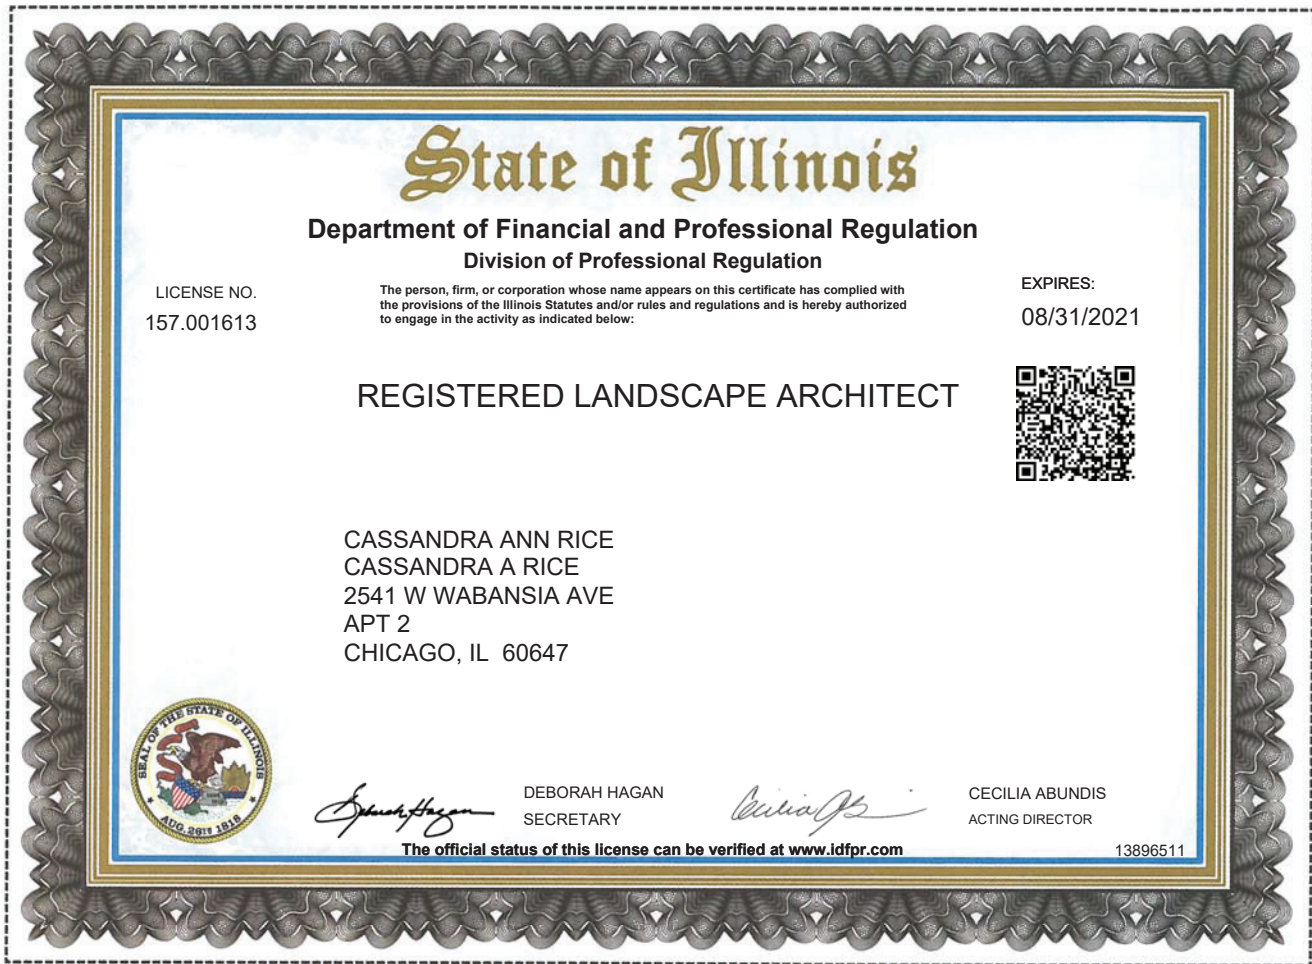 State of Illinois
Department of Financial and Professional Regulation
Division of Professional Regulation
LICENSE NO.
157.001613
The person, firm, or corporation whose name appears on this certificate has complied with
the provisions of the Illinois Statutes and/or rules and regulations and is hereby authorized
to engage in the activity as indicated below:
EXPIRES:
08/31/2021
REGISTERED LANDSCAPE ARCHITECT
CASSANDRA ANN RICE
CASSANDRA A RICE
2541 W WABANSIA AVE
APT 2
CHICAGO, IL 60647
SEAL OF THE STATE OF ILLINOIS
AUG. 26TH 1818
Deborah Hagan
DEBORAH HAGAN
SECRETARY
CECILIA ABUNDIS
ACTING DIRECTOR
The official status of this license can be verified at www.idfpr.com
13896511